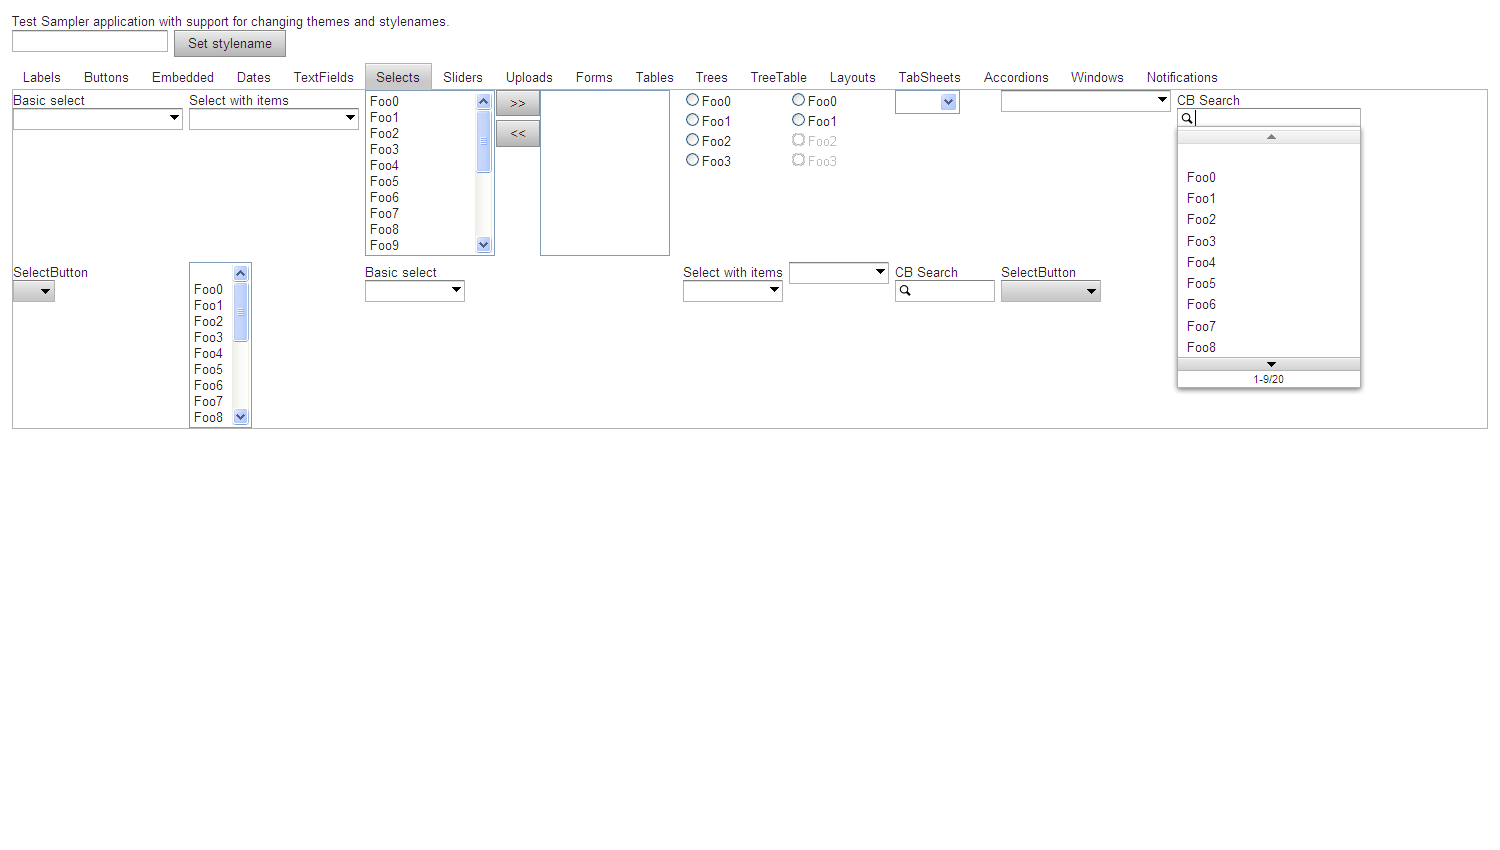 Test Sampler application with support for changing themes and stylenames.
Set stylename
Labels Buttons Embedded Dates TextFields Selects Sliders Uploads Forms Tables Trees TreeTable Layouts TabSheets Accordions Windows Notifications
Basic select
Select with items
Foo0
Foo1
Foo2
Foo3
Foo4
Foo5
Foo6
Foo7
Foo8
Foo9
>>
<<
Foo0
Foo1
Foo2
Foo3
Foo0
Foo1
Foo2
Foo3
CB Search
Foo0
Foo1
Foo2
Foo3
Foo4
Foo5
Foo6
Foo7
Foo8
1-9/20
SelectButton
Foo0
Foo1
Foo2
Foo3
Foo4
Foo5
Foo6
Foo7
Foo8
Basic select
Select with items
CB Search
SelectButton